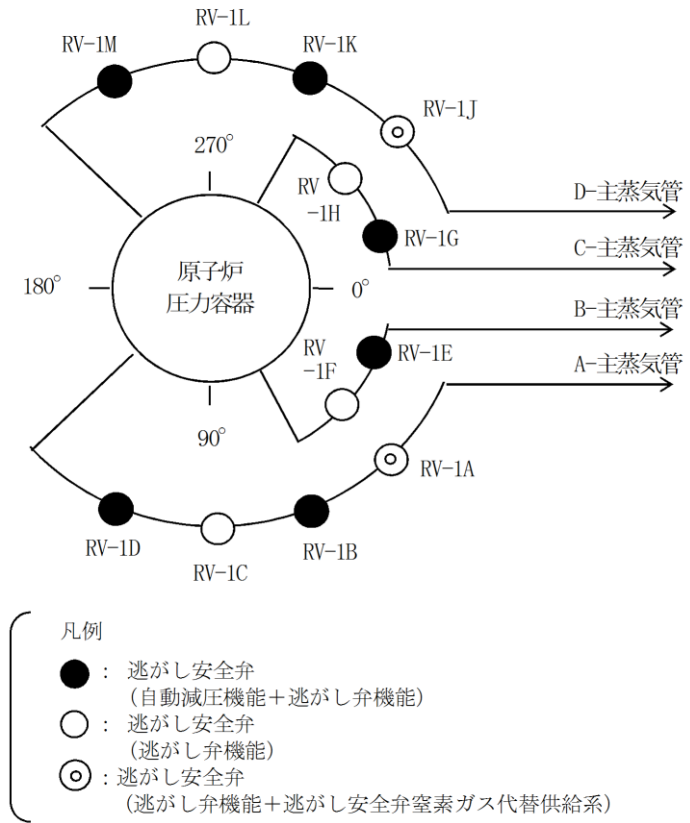 RV-1L
RV-1M
RV-1K
RV-1J
270°
RV
-1H
D-主蒸気管
RV-1G
C-主蒸気管
180°
原子炉
圧力容器
0°
B-主蒸気管
RV
-1F
RV-1E
A-主蒸気管
90°
RV-1A
RV-1D
RV-1C
RV-1B
凡例
: 逃がし安全弁
(自動減圧機能+逃がし弁機能)
: 逃がし安全弁
(逃がし弁機能)
: 逃がし安全弁
(逃がし弁機能+逃がし安全弁窒素ガス代替供給系)